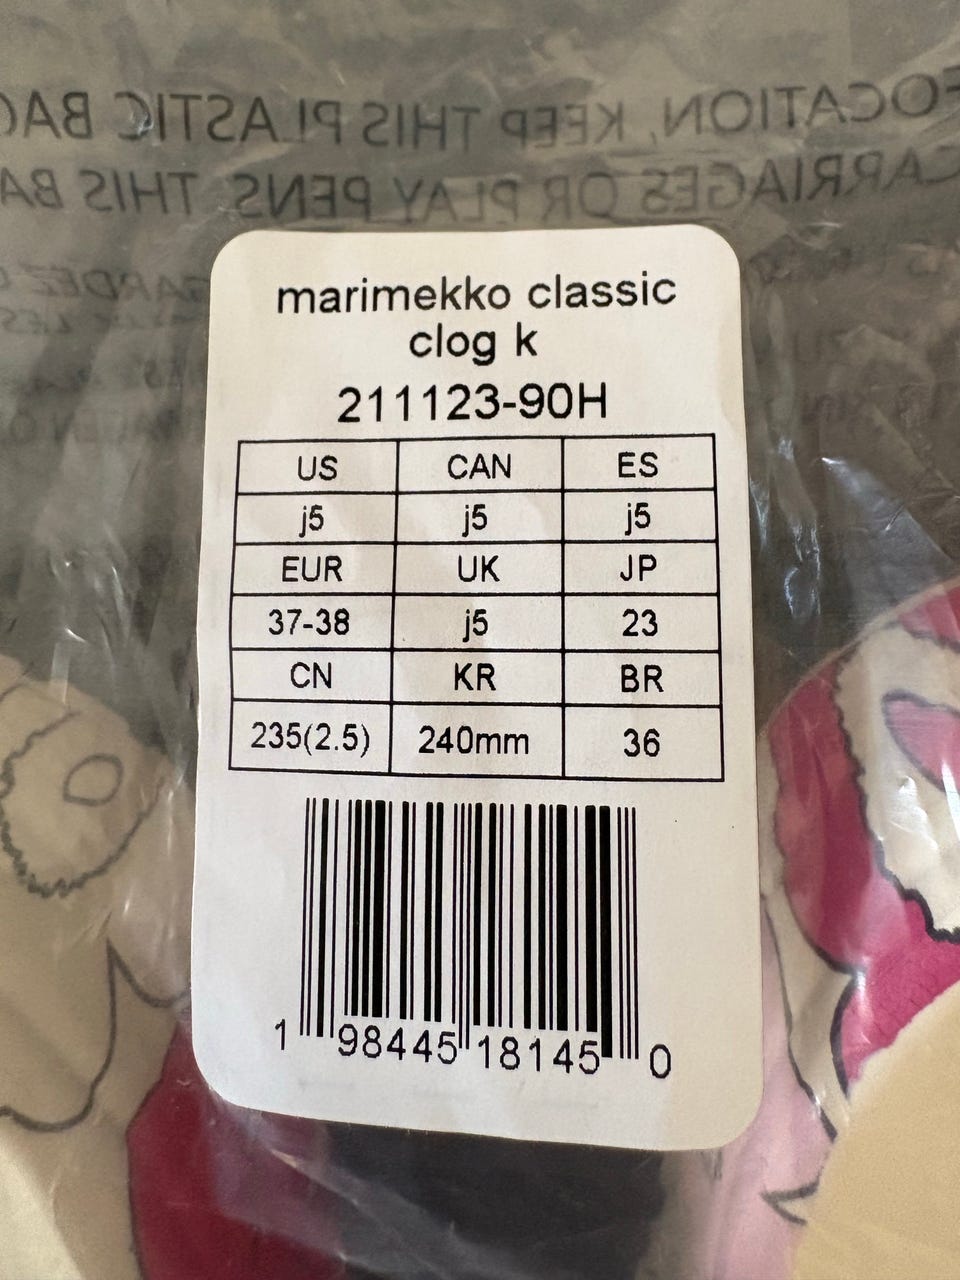 FOCATION, KEEP THIS PLASTIC BAG
CARRIAGES OR PLAY PENS. THIS BA
marimekko classic
clog k
211123-90H
US CAN ES
j5 j5 j5
EUR UK JP
37-38 j5 23
CN KR BR
235(2.5) 240mm 36
1 98445 18145 0